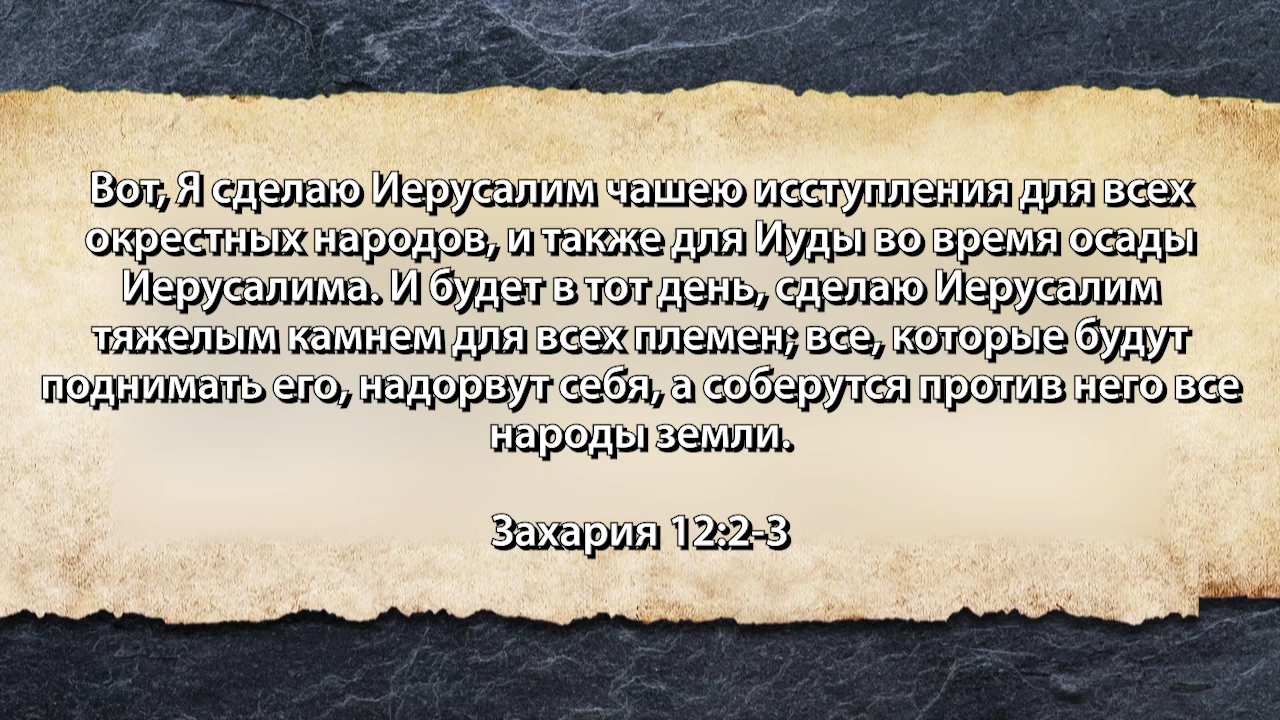 Вот, Я сделаю Иерусалим чашею исступления для всех
окрестных народов, и также для Иуды во время осады
Иерусалима. И будет в тот день, сделаю Иерусалим
тяжелым камнем для всех племен; все, которые будут
поднимать его, надорвут себя, а соберутся против него все
народы земли.
Захария 12:2-3